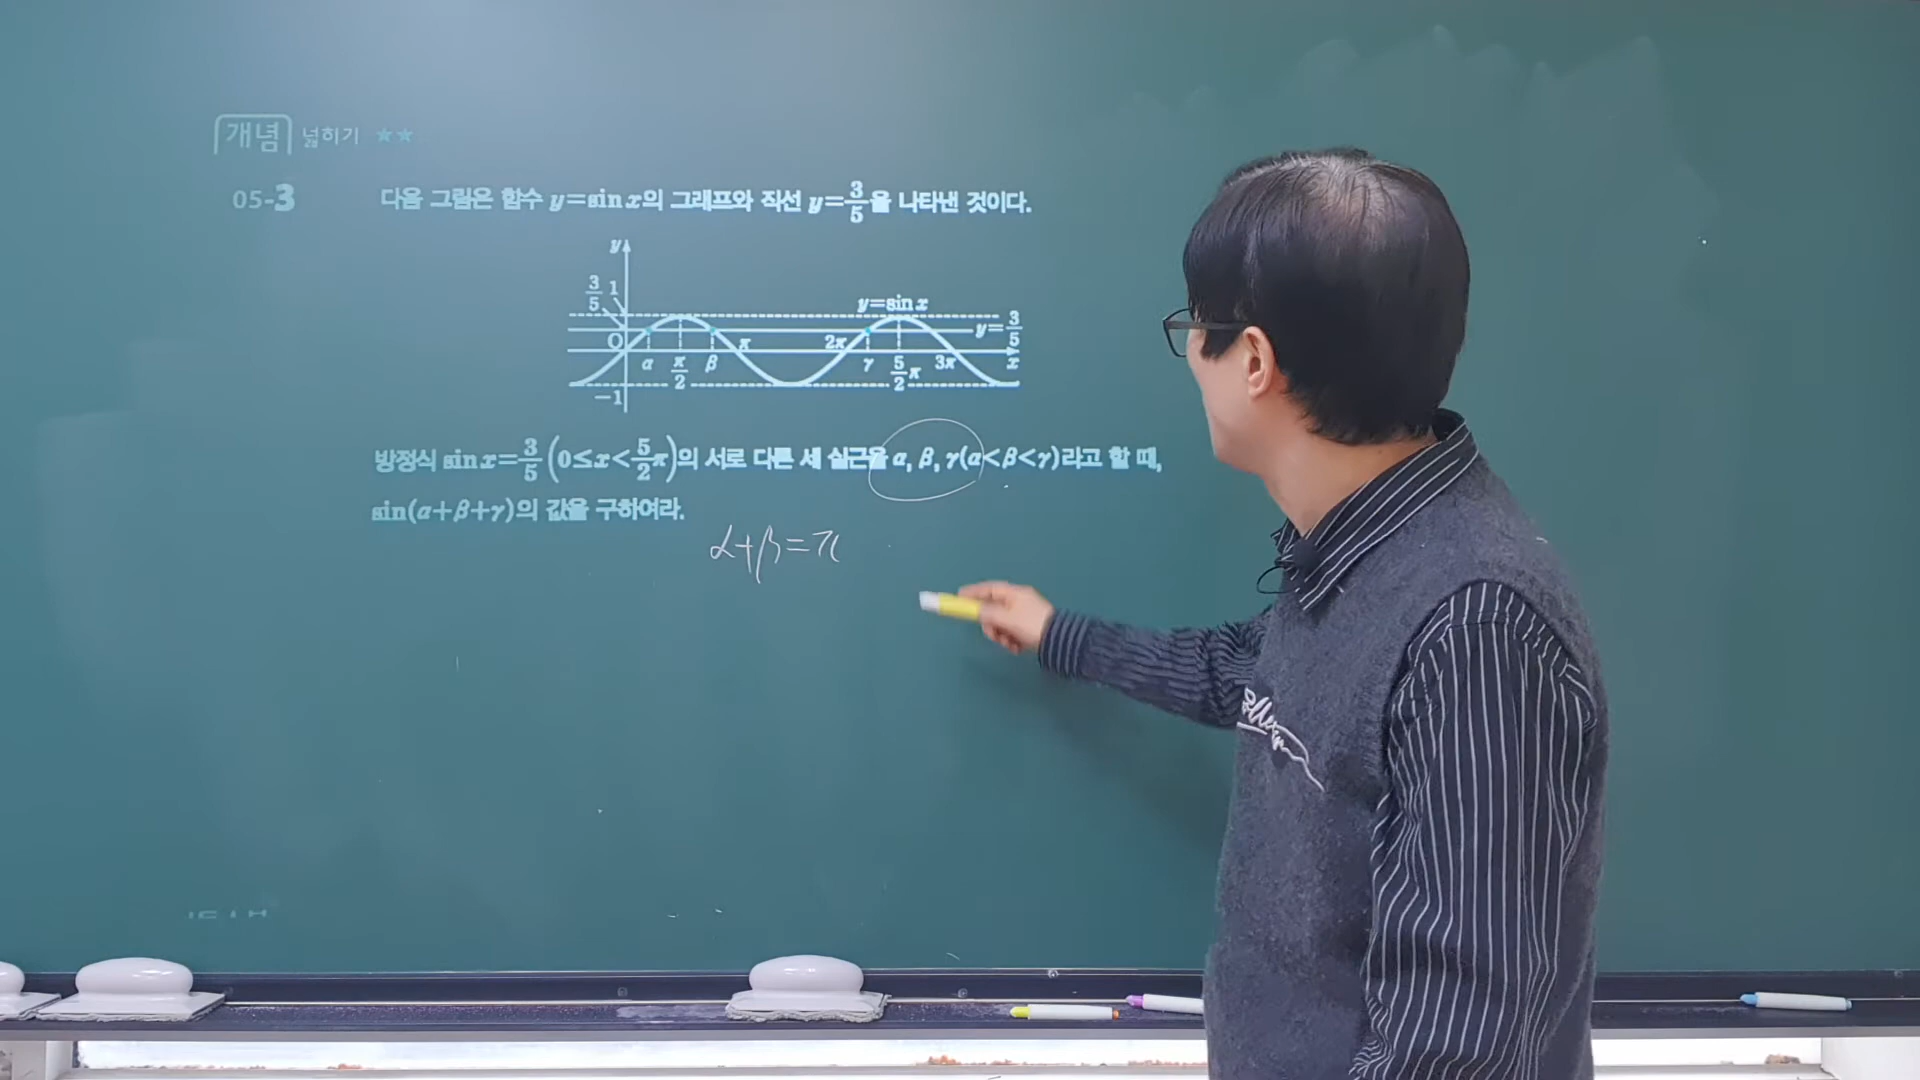 개념 넓히기 ★★
05-3 다음 그림은 함수 y=sin x의 그래프와 직선 y=3/5을 나타낸 것이다.
y
3/5 1
y=sin x
y=3/5
O α π/2 β π 2π γ 5/2π 3π x
-1
방정식 sin x=3/5 (0≤x<5/2π)의 서로 다른 세 실근을 α, β, γ(α<β<γ)라고 할 때,
sin(α+β+γ)의 값을 구하여라.
α+β=π